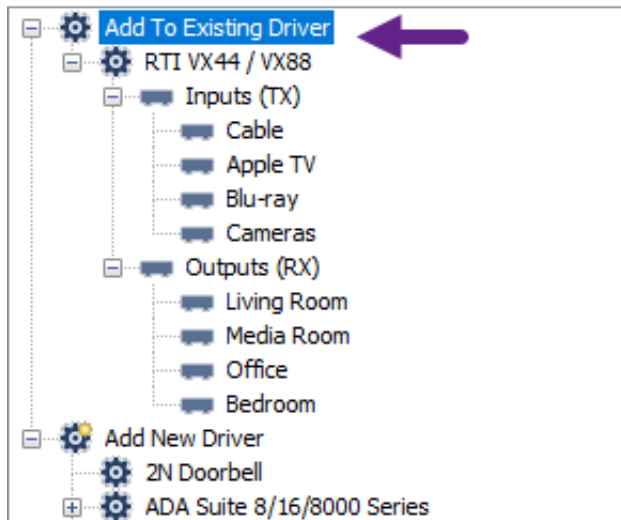 Add To Existing Driver
RTI VX44 / VX88
Inputs (TX)
Cable
Apple TV
Blu-ray
Cameras
Outputs (RX)
Living Room
Media Room
Office
Bedroom
Add New Driver
2N Doorbell
ADA Suite 8/16/8000 Series